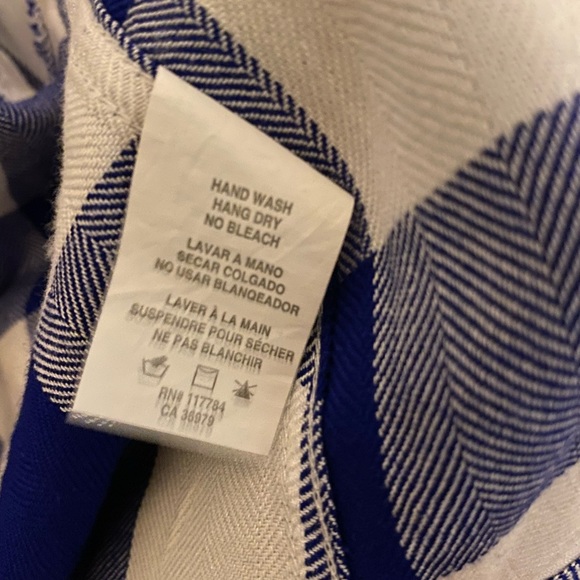 HAND WASH
HANG DRY
NO BLEACH
LAVAR A MANO
SECAR COLGADO
NO USAR BLANQEADOR
LAVER À LA MAIN
SUSPENDRE POUR SÉCHER
NE PAS BLANCHIR
RN# 117784
CA 36979